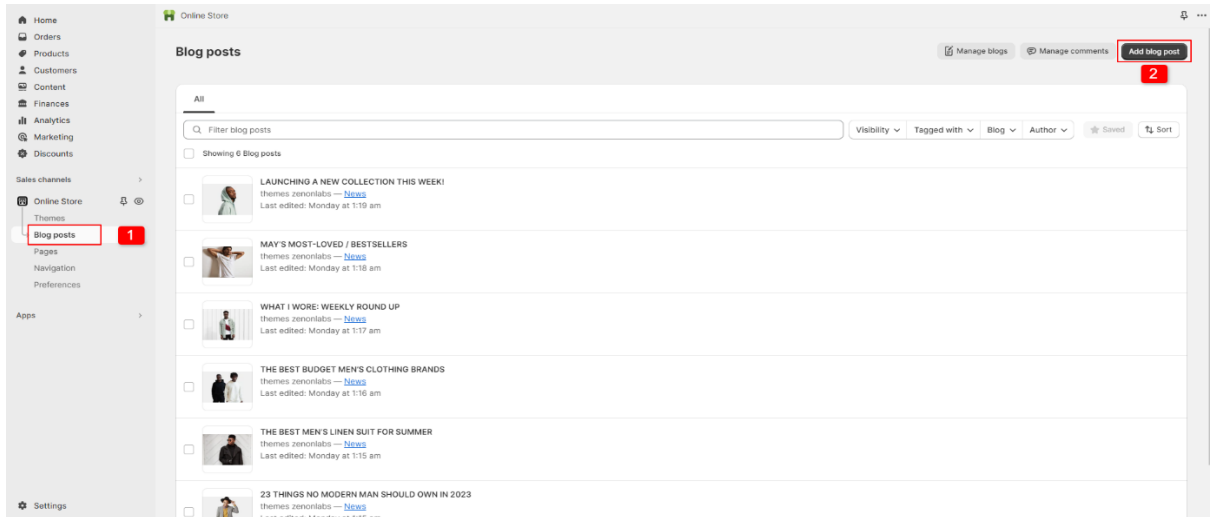 Home
Orders
Products
Customers
Content
Finances
Analytics
Marketing
Discounts
Sales channels
Online Store
Themes
Blog posts
1
Pages
Navigation
Preferences
Apps
Settings
Online Store
Blog posts
Manage blogs
Manage comments
Add blog post
2
All
Filter blog posts
Visibility
Tagged with
Blog
Author
Saved
Sort
Showing 6 Blog posts
LAUNCHING A NEW COLLECTION THIS WEEK!
themes zenonlabs — News
Last edited: Monday at 1:19 am
MAY'S MOST-LOVED / BESTSELLERS
themes zenonlabs — News
Last edited: Monday at 1:18 am
WHAT I WORE: WEEKLY ROUND UP
themes zenonlabs — News
Last edited: Monday at 1:17 am
THE BEST BUDGET MEN'S CLOTHING BRANDS
themes zenonlabs — News
Last edited: Monday at 1:16 am
THE BEST MEN'S LINEN SUIT FOR SUMMER
themes zenonlabs — News
Last edited: Monday at 1:15 am
23 THINGS NO MODERN MAN SHOULD OWN IN 2023
themes zenonlabs — News